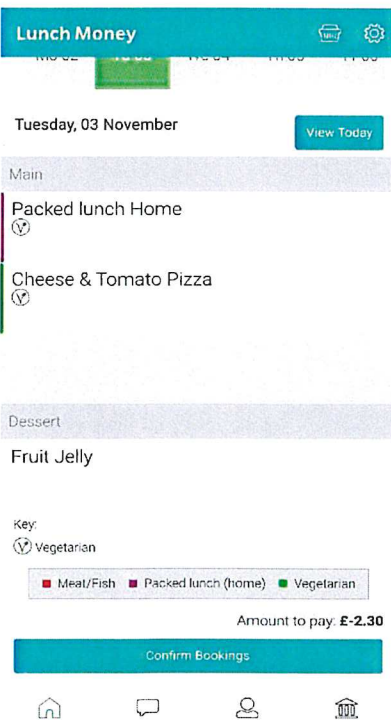 Lunch Money
Tuesday, 03 November
View Today
Main
Packed lunch Home
V
Cheese & Tomato Pizza
V
Dessert
Fruit Jelly
Key:
V Vegetarian
Meat/Fish Packed lunch (home) Vegetarian
Amount to pay: £-2.30
Confirm Bookings